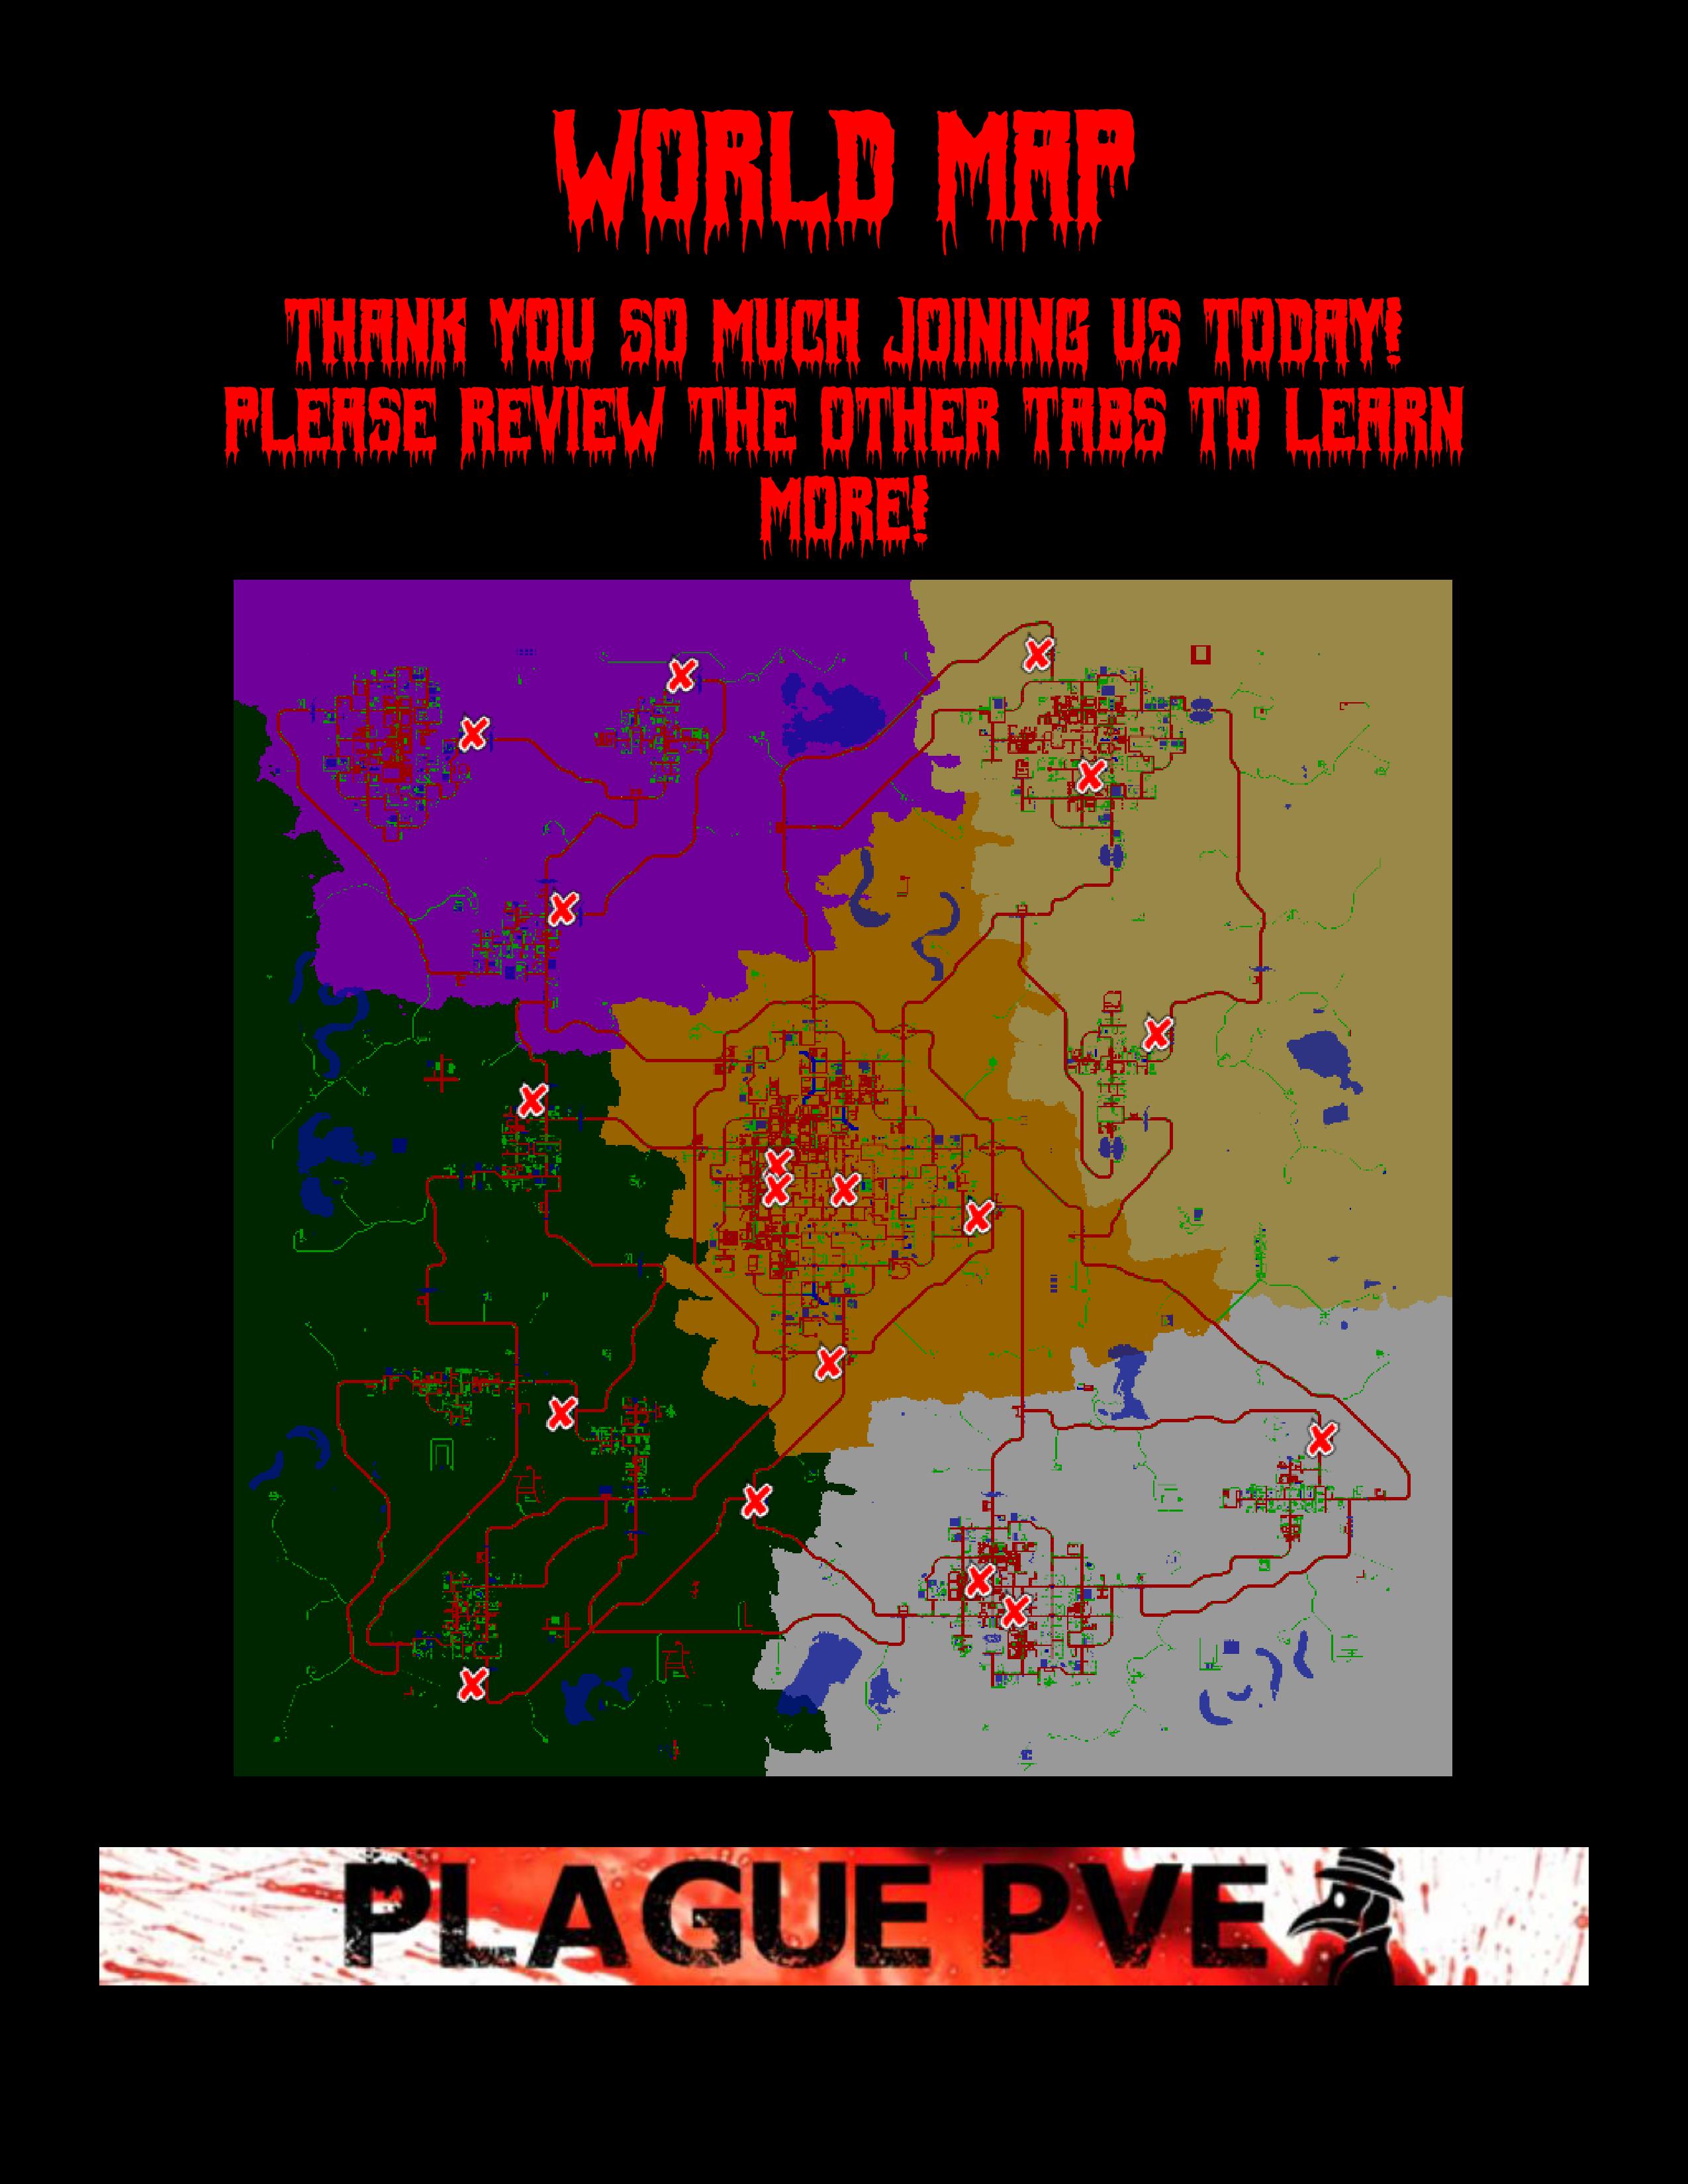 WORLD MAP
THANK YOU SO MUCH JOINING US TODAY!
PLEASE REVIEW THE OTHER TABS TO LEARN
MORE!
PLAGUE PVE